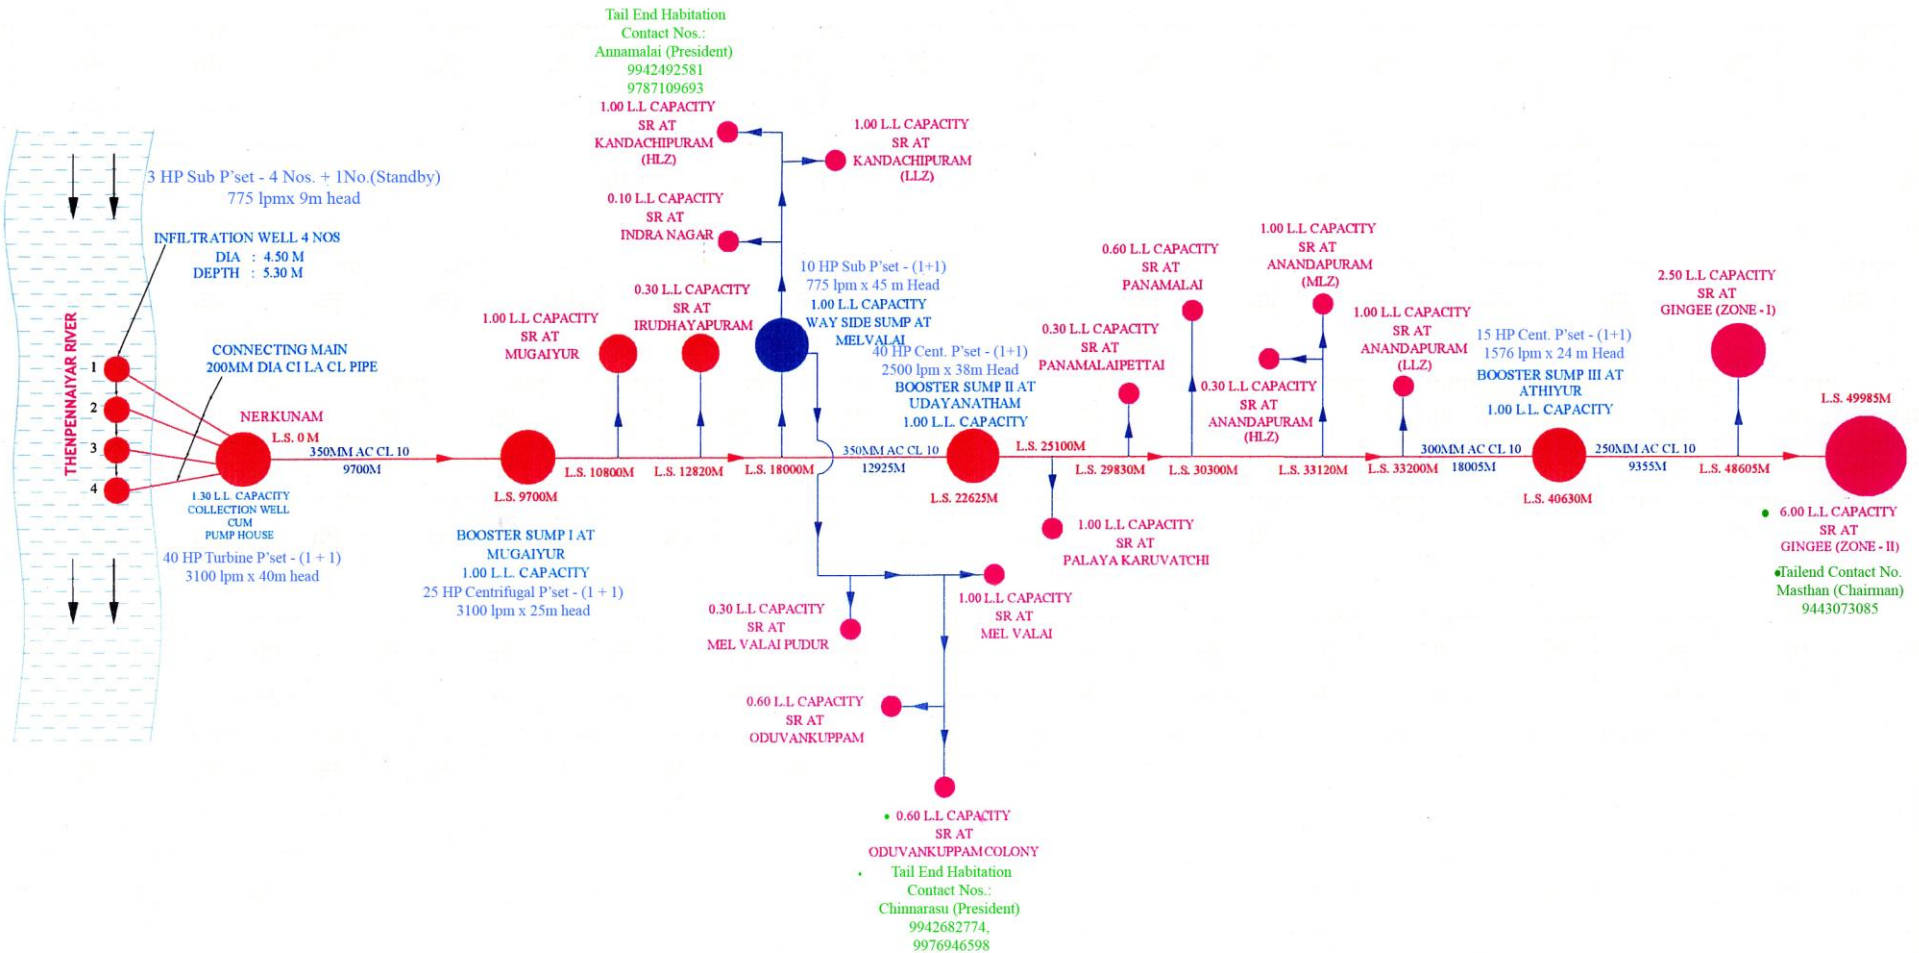 Tail End Habitation
Contact Nos.:
Annamalai (President)
9942492581
9787109693
1.00 L.L CAPACITY
SR AT
KANDACHIPURAM
(HLZ)
1.00 L.L CAPACITY
SR AT
KANDACHIPURAM
(LLZ)
3 HP Sub P'set - 4 Nos. + 1No.(Standby)
775 lpmx 9m head
INFILTRATION WELL 4 NOS
DIA : 4.50 M
DEPTH : 5.30 M
0.10 L.L CAPACITY
SR AT
INDRA NAGAR
10 HP Sub P'set - (1+1)
775 lpm x 45 m Head
1.00 L.L CAPACITY
WAY SIDE SUMP AT
MELVALAI
0.30 L.L CAPACITY
SR AT
IRUDHAYAPURAM
1.00 L.L CAPACITY
SR AT
MUGAIYUR
THENPENNAIYAR RIVER
1
2
3
4
CONNECTING MAIN
200MM DIA CI LA CL PIPE
NERKUNAM
L.S. 0 M
1.30 L.L. CAPACITY
COLLECTION WELL
CUM
PUMP HOUSE
40 HP Turbine P'set - (1 + 1)
3100 lpm x 40m head
350MM AC CL 10
9700M
L.S. 9700M
BOOSTER SUMP I AT
MUGAIYUR
1.00 L.L. CAPACITY
25 HP Centrifugal P'set - (1 + 1)
3100 lpm x 25m head
L.S. 10800M
L.S. 12820M
L.S. 18000M
350MM AC CL 10
12925M
40 HP Cent. P'set - (1+1)
2500 lpm x 38m Head
BOOSTER SUMP II AT
UDAYANATHAM
1.00 L.L. CAPACITY
L.S. 22625M
L.S. 25100M
0.30 L.L CAPACITY
SR AT
PANAMALAIPETTAI
L.S. 29830M
0.60 L.L CAPACITY
SR AT
PANAMALAI
L.S. 30300M
1.00 L.L CAPACITY
SR AT
ANANDAPURAM
(MLZ)
0.30 L.L CAPACITY
SR AT
ANANDAPURAM
(HLZ)
L.S. 33120M
1.00 L.L CAPACITY
SR AT
ANANDAPURAM
(LLZ)
L.S. 33200M
300MM AC CL 10
18005M
15 HP Cent. P'set - (1+1)
1576 lpm x 24 m Head
BOOSTER SUMP III AT
ATHIYUR
1.00 L.L. CAPACITY
L.S. 40630M
250MM AC CL 10
9355M
2.50 L.L CAPACITY
SR AT
GINGEE (ZONE - I)
L.S. 48605M
L.S. 49985M
6.00 L.L CAPACITY
SR AT
GINGEE (ZONE - II)
Tailend Contact No.
Masthan (Chairman)
9443073085
1.00 L.L CAPACITY
SR AT
PALAYA KARUVATCHI
0.30 L.L CAPACITY
SR AT
MEL VALAI PUDUR
1.00 L.L CAPACITY
SR AT
MEL VALAI
0.60 L.L CAPACITY
SR AT
ODUVANKUPPAM
0.60 L.L CAPACITY
SR AT
ODUVANKUPPAM COLONY
Tail End Habitation
Contact Nos.:
Chinnarasu (President)
9942682774,
9976946598